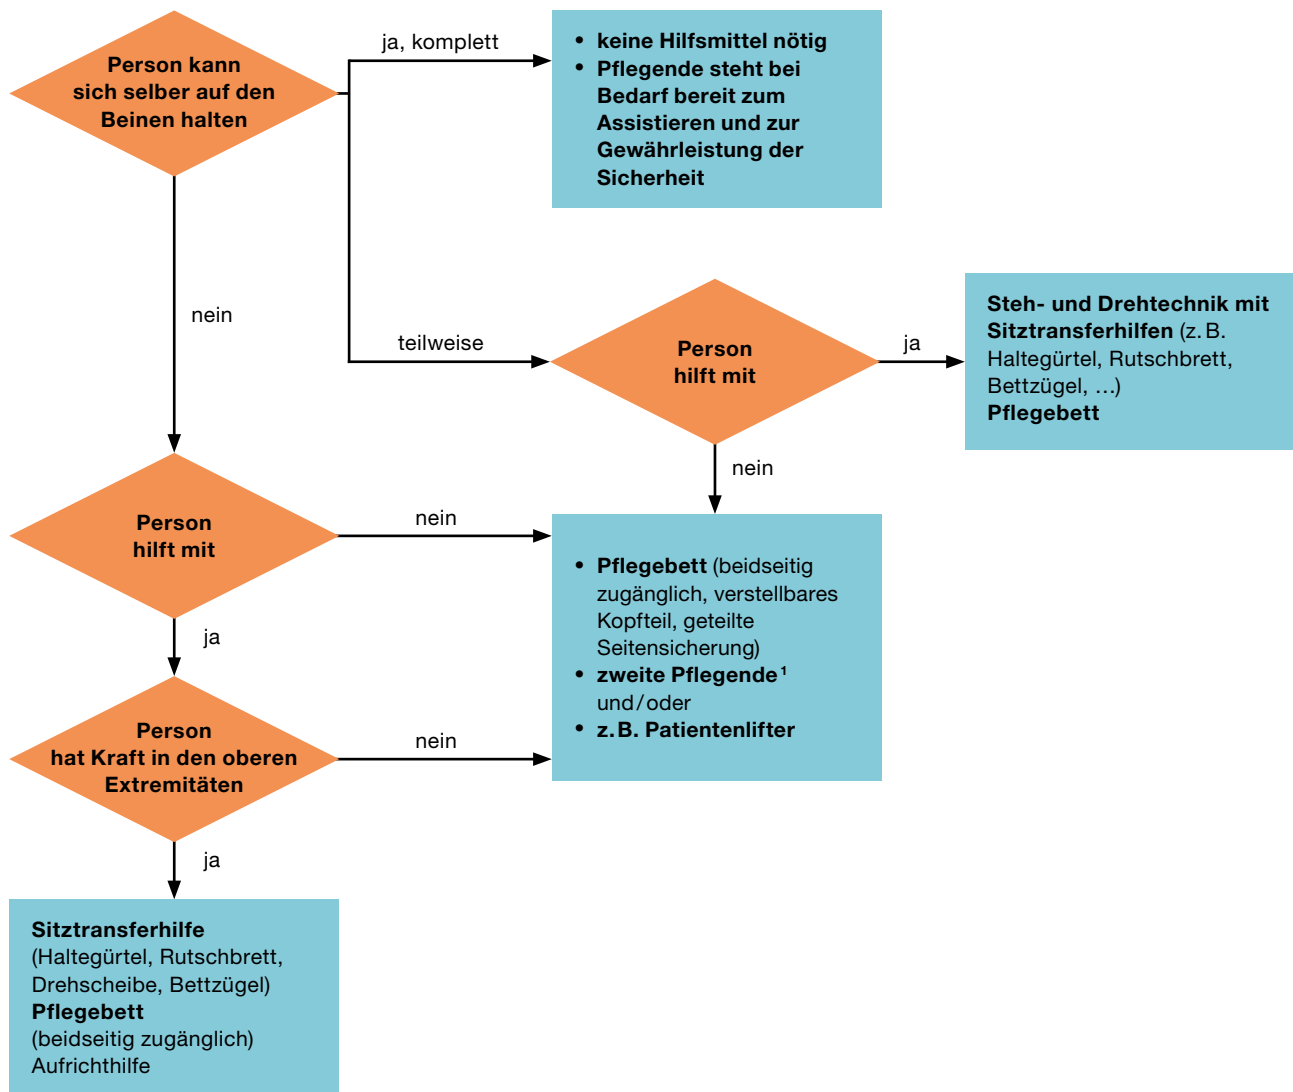 Person kann
sich selber auf den
Beinen halten
ja, komplett
• keine Hilfsmittel nötig
• Pflegende steht bei
Bedarf bereit zum
Assistieren und zur
Gewährleistung der
Sicherheit
nein
teilweise
Person
hilft mit
ja
Steh- und Drehtechnik mit
Sitztransferhilfen (z. B.
Haltegürtel, Rutschbrett,
Bettzügel, …)
Pflegebett
nein
Person
hilft mit
nein
• Pflegebett (beidseitig
zugänglich, verstellbares
Kopfteil, geteilte
Seitensicherung)
• zweite Pflegende¹
und/oder
• z. B. Patientenlifter
ja
Person
hat Kraft in den oberen
Extremitäten
nein
ja
Sitztransferhilfe
(Haltegürtel, Rutschbrett,
Drehscheibe, Bettzügel)
Pflegebett
(beidseitig zugänglich)
Aufrichthilfe